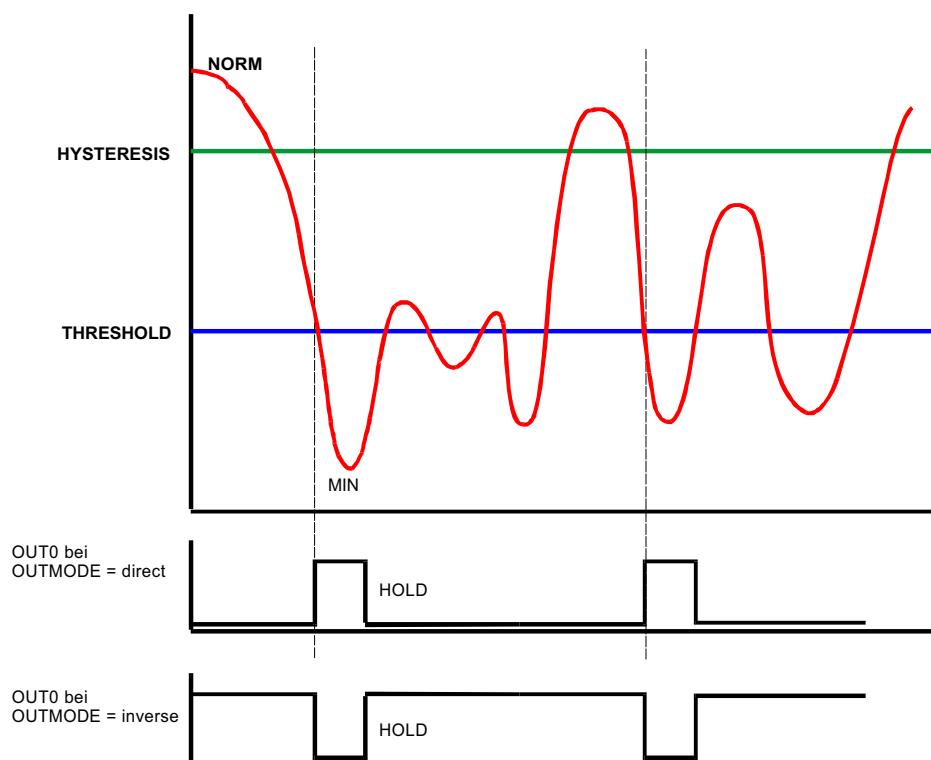 NORM
HYSTERESIS
THRESHOLD
MIN
OUT0 bei
OUTMODE = direct
HOLD
OUT0 bei
OUTMODE = inverse
HOLD